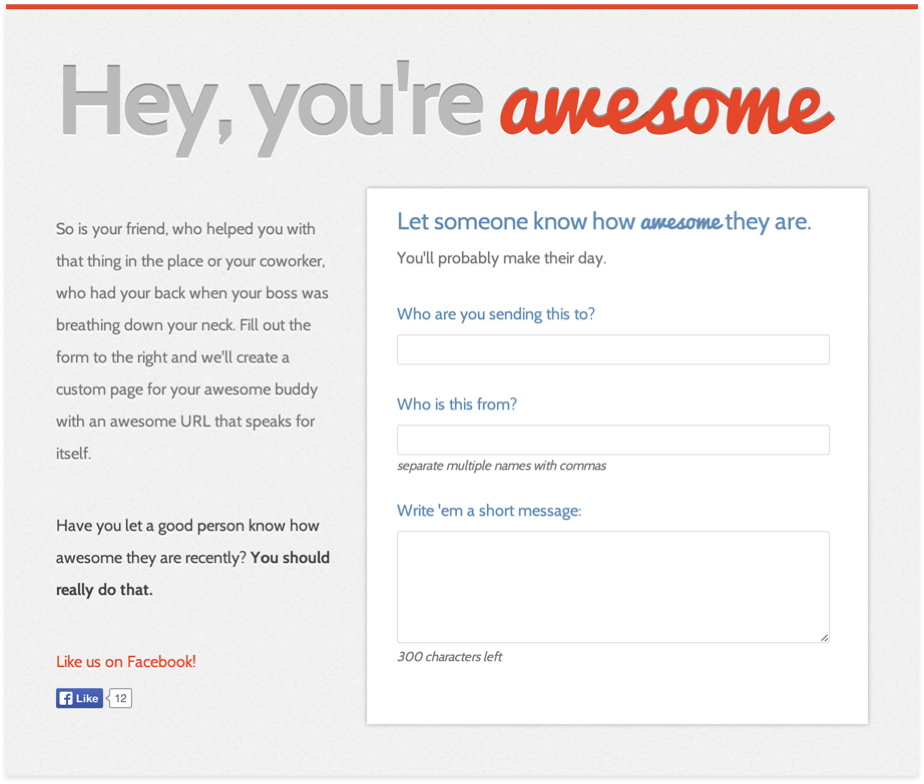 Hey, you're awesome
So is your friend, who helped you with
that thing in the place or your coworker,
who had your back when your boss was
breathing down your neck. Fill out the
form to the right and we'll create a
custom page for your awesome buddy
with an awesome URL that speaks for
itself.
Have you let a good person know how
awesome they are recently? You should
really do that.
Like us on Facebook!
Like 12
Let someone know how awesome they are.
You'll probably make their day.
Who are you sending this to?
Who is this from?
separate multiple names with commas
Write 'em a short message:
300 characters left